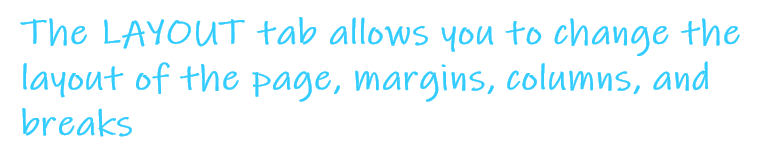 The LAYOUT tab allows you to change the
layout of the page, margins, columns, and
breaks